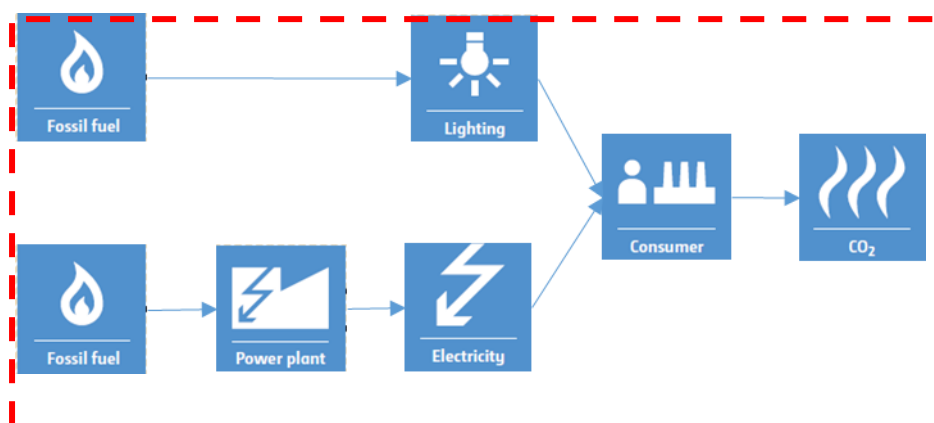 Fossil fuel
Lighting
Consumer
CO₂
Fossil fuel
Power plant
Electricity